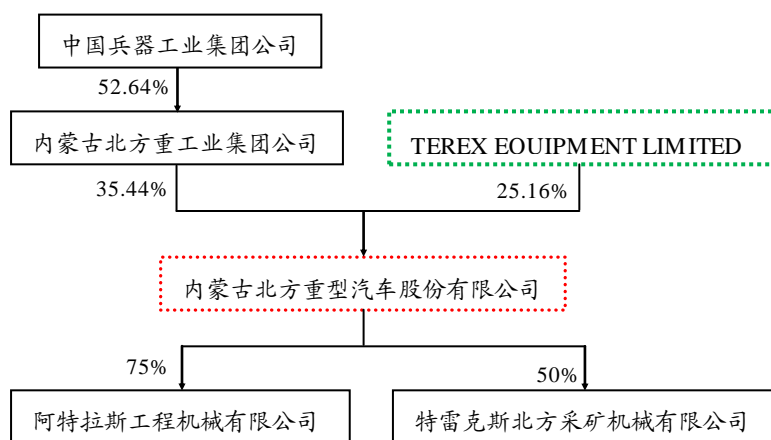 中国兵器工业集团公司
52.64%
内蒙古北方重工业集团公司
TEREX EOUIPMENT LIMITED
35.44%
25.16%
内蒙古北方重型汽车股份有限公司
75%
50%
阿特拉斯工程机械有限公司
特雷克斯北方采矿机械有限公司